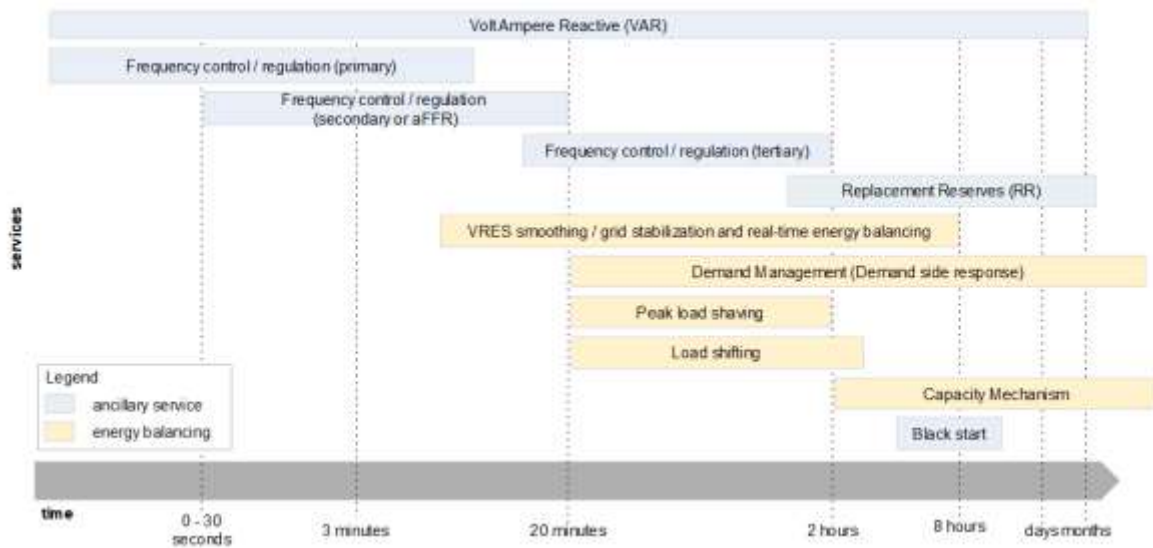 VoltAmpere Reactive (VAR)
Frequency control / regulation (primary)
Frequency control / regulation
(secondary or aFFR)
Frequency control / regulation (tertiary)
Replacement Reserves (RR)
VRES smoothing / grid stabilization and real-time energy balancing
Demand Management (Demand side response)
Peak load shaving
Load shifting
Capacity Mechanism
Black start
services
Legend
ancillary service
energy balancing
time
0 - 30
seconds
3 minutes
20 minutes
2 hours
8 hours
days
months